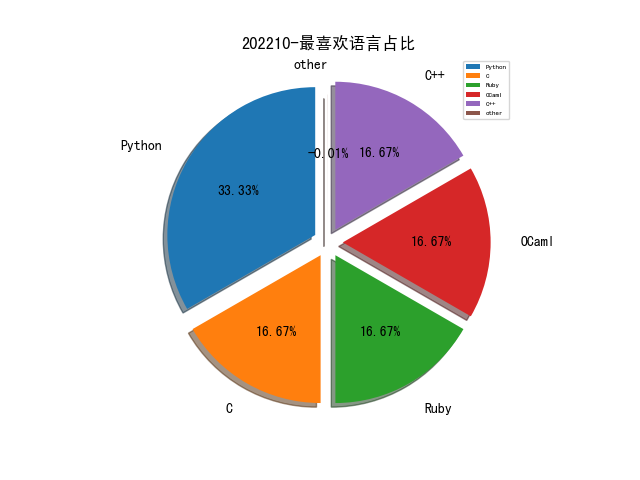 202210-最喜欢语言占比
other
C++
Python
C
Ruby
OCaml
C++
other
Python
-0.01%
16.67%
33.33%
16.67%
OCaml
16.67%
16.67%
C
Ruby